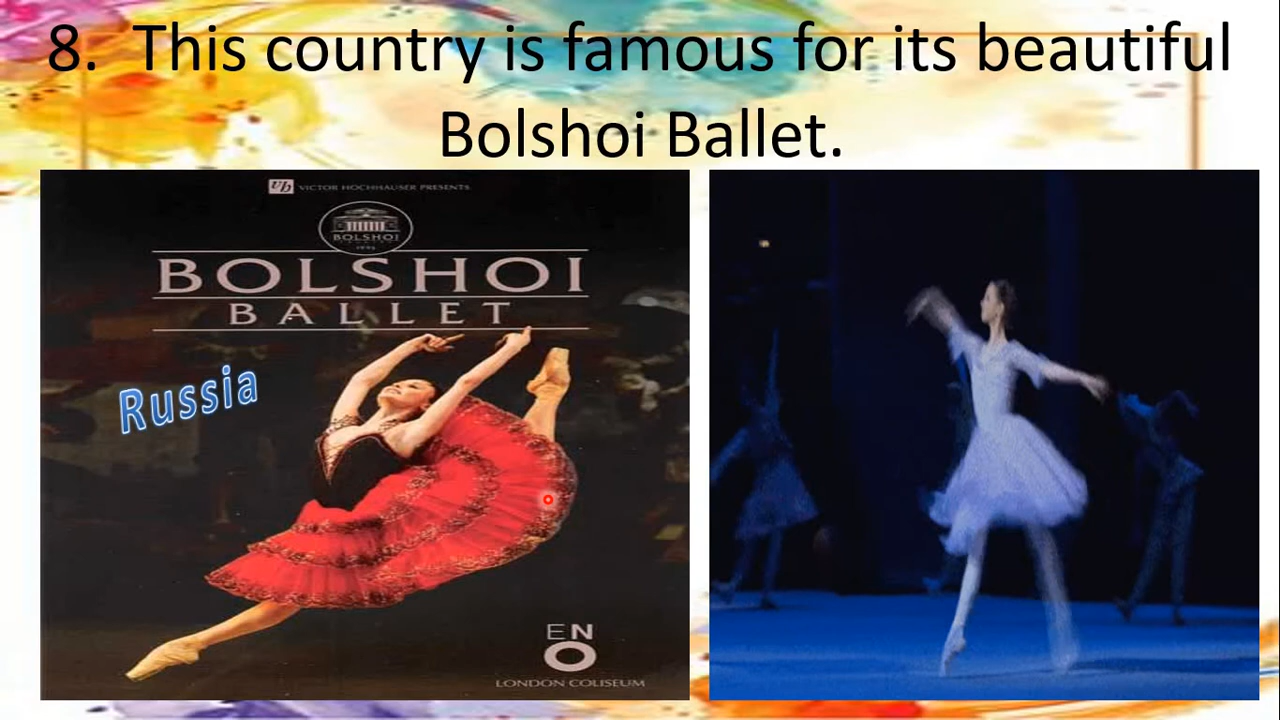 8. This country is famous for its beautiful
Bolshoi Ballet.
VICTOR HOCHHAUSER PRESENTS
BOLSHOI
BOLSHOI
BALLET
Russia
ENO
LONDON COLISEUM